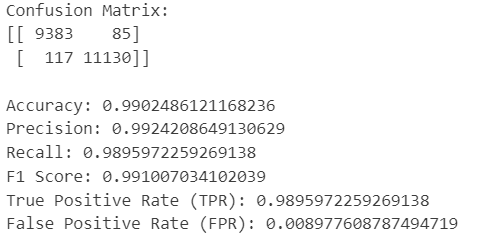 Confusion Matrix:
[[ 9383    85]
 [  117 11130]]
Accuracy: 0.9902486121168236
Precision: 0.9924208649130629
Recall: 0.9895972259269138
F1 Score: 0.991007034102039
True Positive Rate (TPR): 0.9895972259269138
False Positive Rate (FPR): 0.008977608787494719